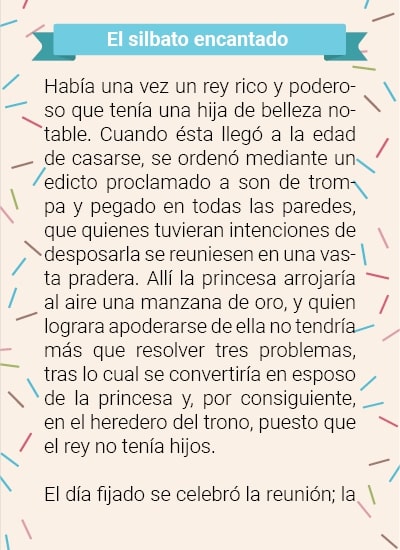 El silbato encantado
Había una vez un rey rico y podero-
so que tenía una hija de belleza no-
table. Cuando ésta llegó a la edad
de casarse, se ordenó mediante un
edicto proclamado a son de trom-
pa y pegado en todas las paredes,
que quienes tuvieran intenciones de
desposarla se reuniesen en una vas-
ta pradera. Allí la princesa arrojaría
al aire una manzana de oro, y quien
lograra apoderarse de ella no tendría
más que resolver tres problemas,
tras lo cual se convertiría en esposo
de la princesa y, por consiguiente,
en el heredero del trono, puesto que
el rey no tenía hijos.
El día fijado se celebró la reunión; la